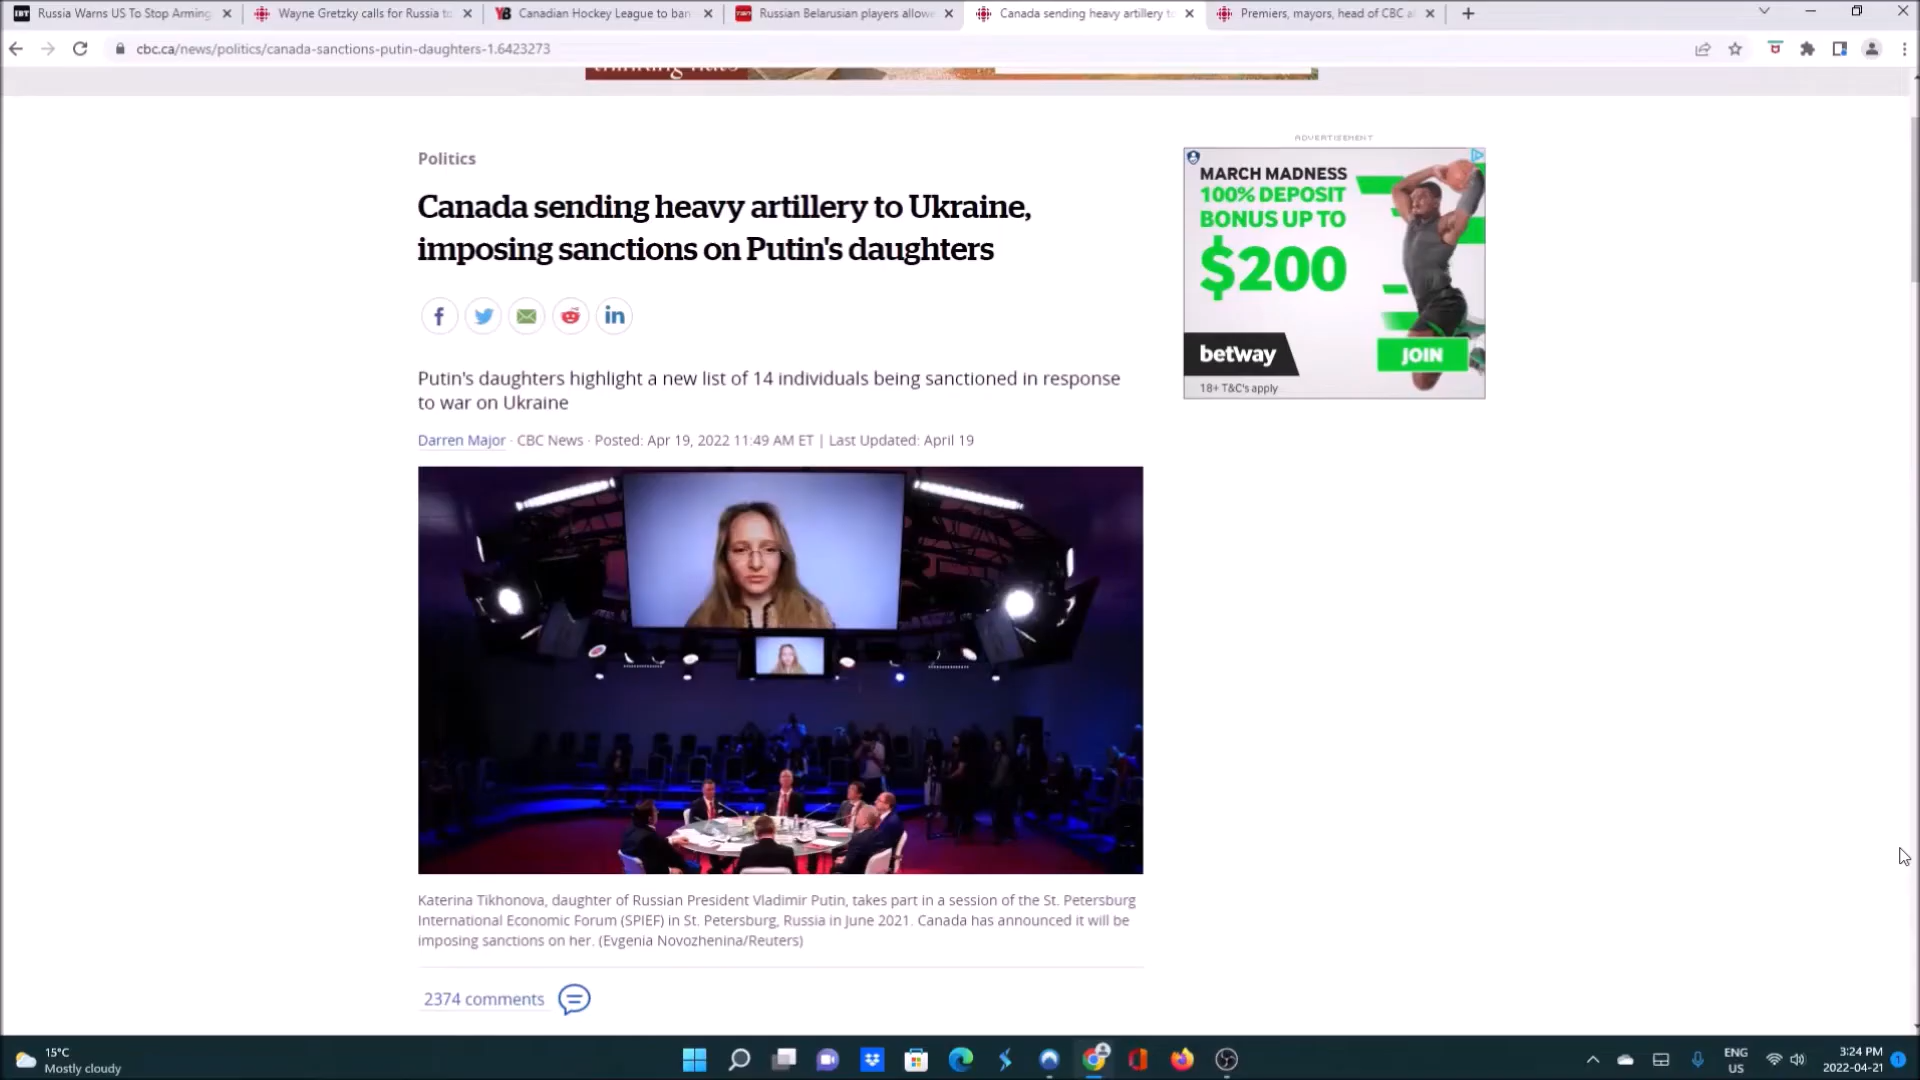 Russia Warns US To Stop Arming
Wayne Gretzky calls for Russia to
Canadian Hockey League to ban
Russian Belarusian players allowe
Canada sending heavy artillery to
Premiers, mayors, head of CBC a
cbc.ca/news/politics/canada-sanctions-putin-daughters-1.6423273
Politics
Canada sending heavy artillery to Ukraine,
imposing sanctions on Putin's daughters
Putin's daughters highlight a new list of 14 individuals being sanctioned in response
to war on Ukraine
Darren Major · CBC News · Posted: Apr 19, 2022 11:49 AM ET | Last Updated: April 19
Katerina Tikhonova, daughter of Russian President Vladimir Putin, takes part in a session of the St. Petersburg
International Economic Forum (SPIEF) in St. Petersburg, Russia in June 2021. Canada has announced it will be
imposing sanctions on her. (Evgenia Novozhenina/Reuters)
2374 comments
ADVERTISEMENT
MARCH MADNESS
100% DEPOSIT
BONUS UP TO
$200
betway
JOIN
18+ T&C's apply
15°C
Mostly cloudy
ENG
US
3:24 PM
2022-04-21